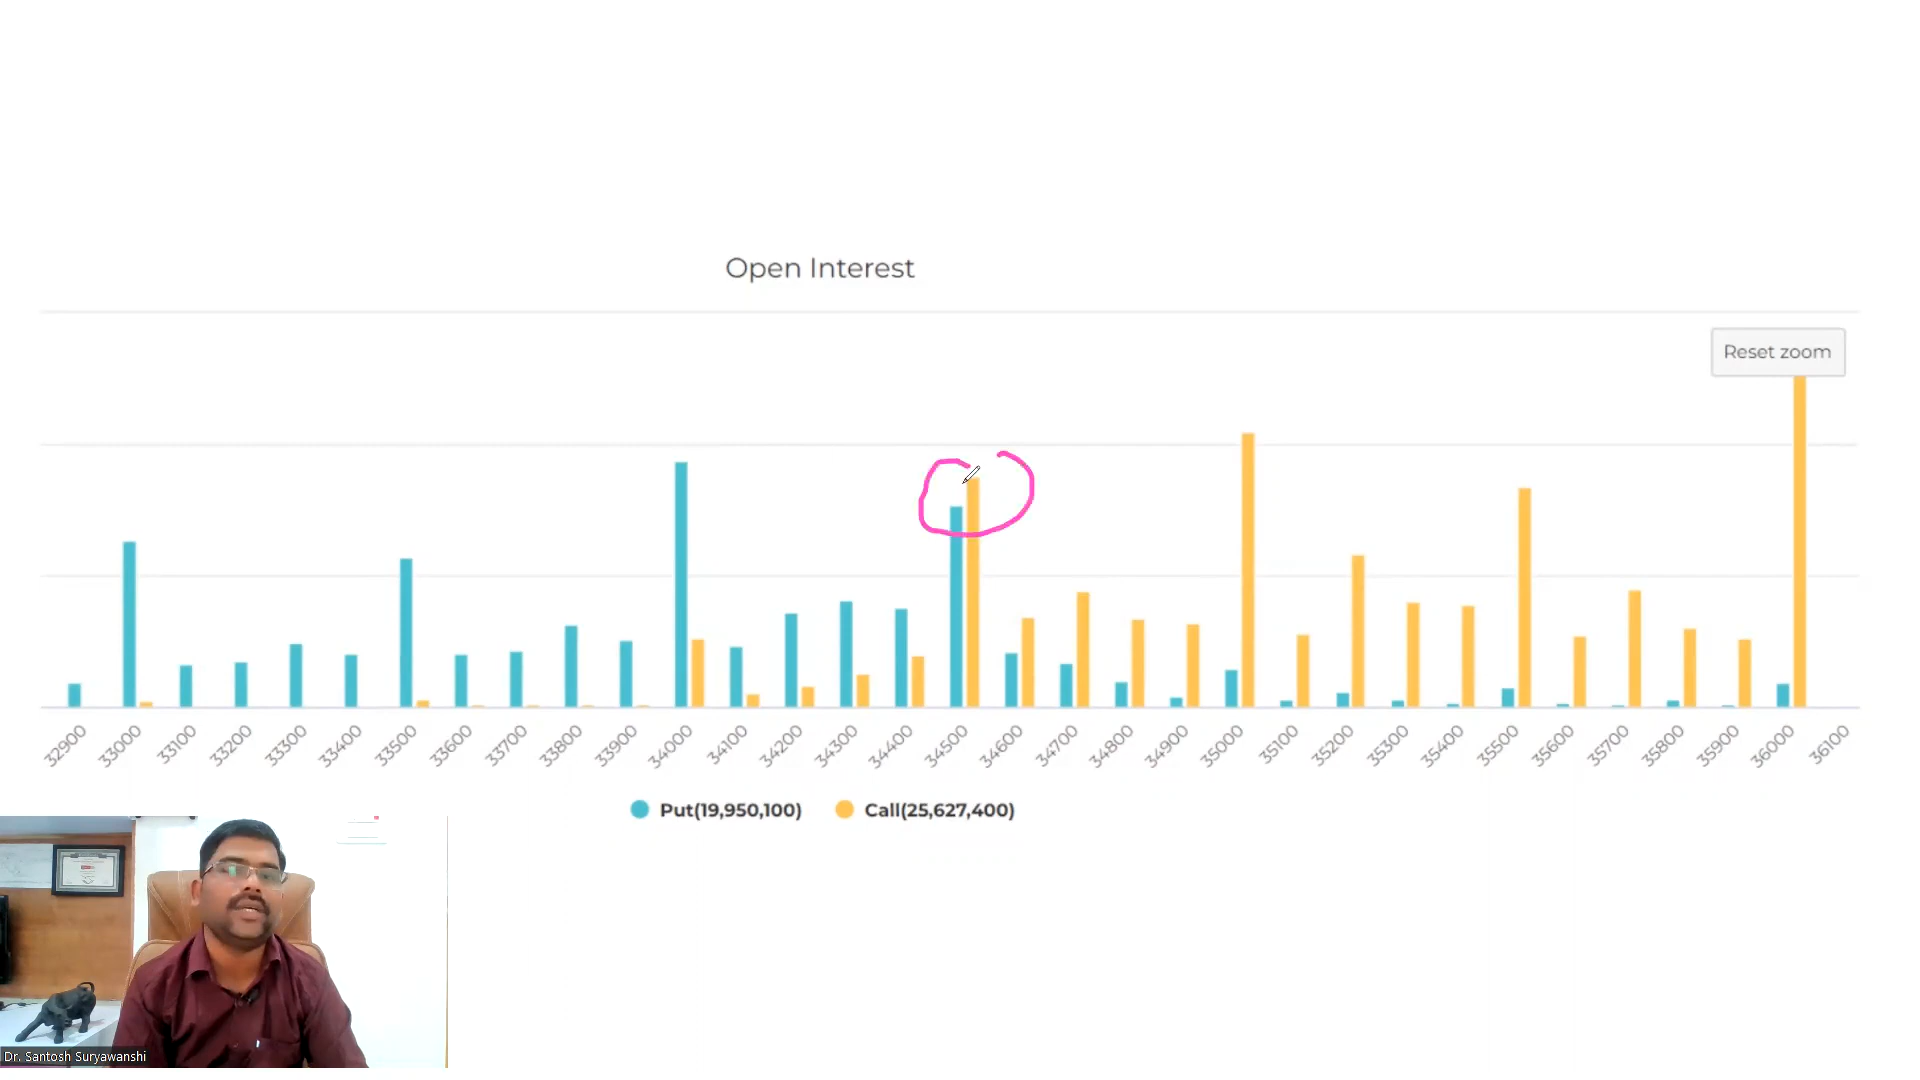 Open Interest
Reset zoom
32900 33000 33100 33200 33300 33400 33500 33600 33700 33800 33900 34000 34100 34200 34300 34400 34500 34600 34700 34800 34900 35000 35100 35200 35300 35400 35500 35600 35700 35800 35900 36000 36100
Put(19,950,100) Call(25,627,400)
Dr. Santosh Suryawanshi